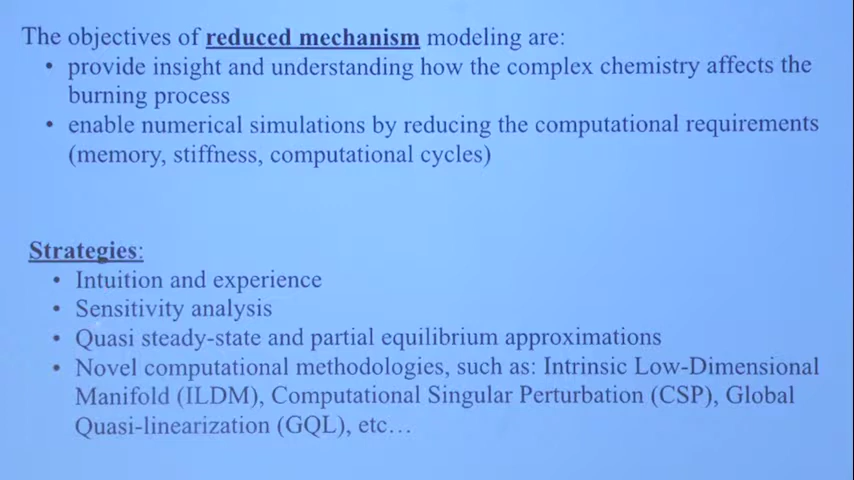 The objectives of reduced mechanism modeling are:
• provide insight and understanding how the complex chemistry affects the
burning process
• enable numerical simulations by reducing the computational requirements
(memory, stiffness, computational cycles)
Strategies:
• Intuition and experience
• Sensitivity analysis
• Quasi steady-state and partial equilibrium approximations
• Novel computational methodologies, such as: Intrinsic Low-Dimensional
Manifold (ILDM), Computational Singular Perturbation (CSP), Global
Quasi-linearization (GQL), etc…